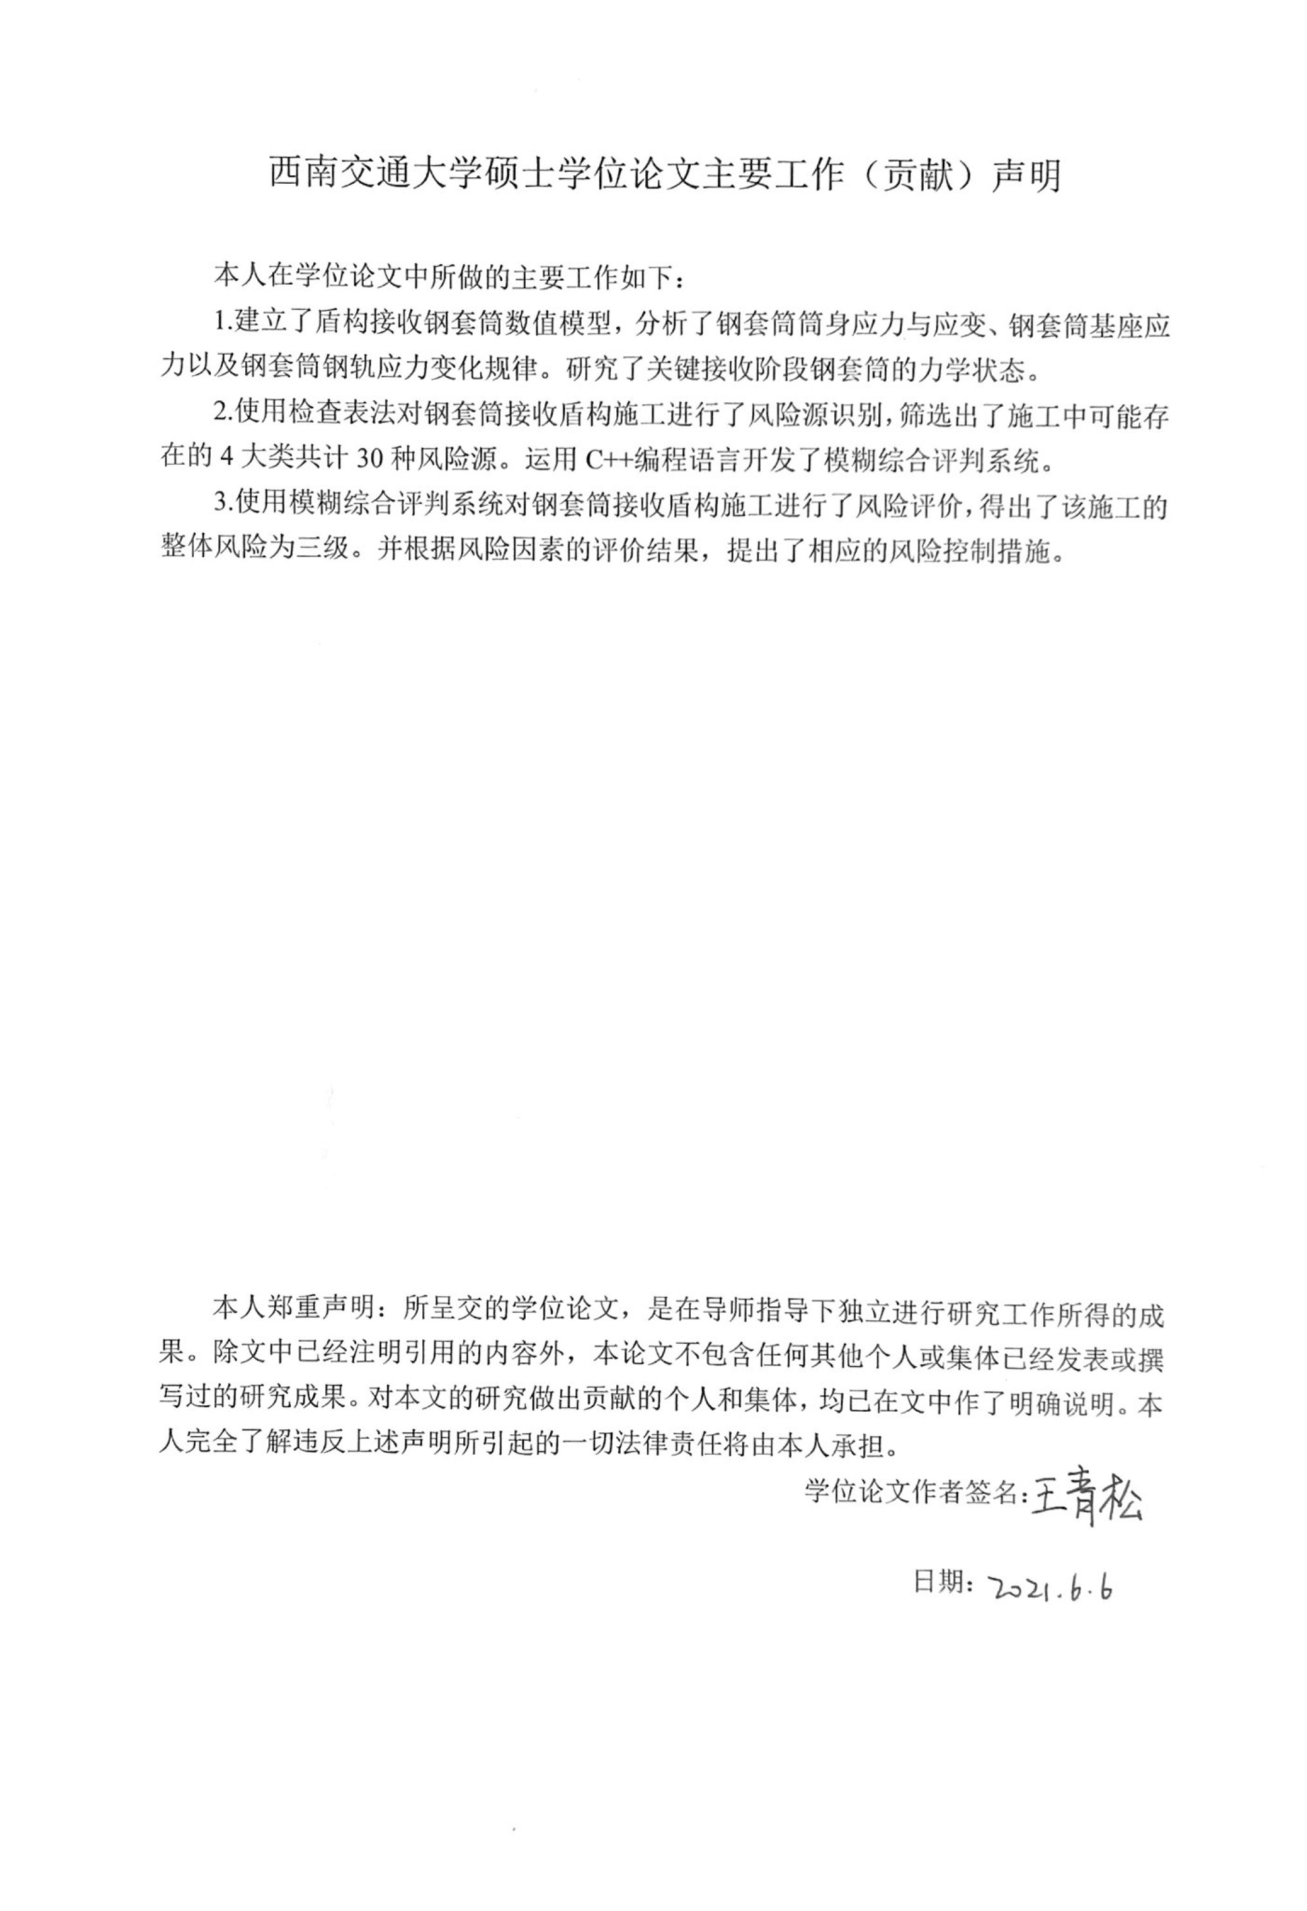 西南交通大学硕士学位论文主要工作（贡献）声明
本人在学位论文中所做的主要工作如下：
1.建立了盾构接收钢套筒数值模型，分析了钢套筒筒身应力与应变、钢套筒基座应
力以及钢套筒钢轨应力变化规律。研究了关键接收阶段钢套筒的力学状态。
2.使用检查表法对钢套筒接收盾构施工进行了风险源识别，筛选出了施工中可能存
在的 4 大类共计 30 种风险源。运用 C++编程语言开发了模糊综合评判系统。
3.使用模糊综合评判系统对钢套筒接收盾构施工进行了风险评价，得出了该施工的
整体风险为三级。并根据风险因素的评价结果，提出了相应的风险控制措施。
本人郑重声明：所呈交的学位论文，是在导师指导下独立进行研究工作所得的成
果。除文中已经注明引用的内容外，本论文不包含任何其他个人或集体已经发表或撰
写过的研究成果。对本文的研究做出贡献的个人和集体，均已在文中作了明确说明。本
人完全了解违反上述声明所引起的一切法律责任将由本人承担。
学位论文作者签名：王青松
日期：2021.6.6